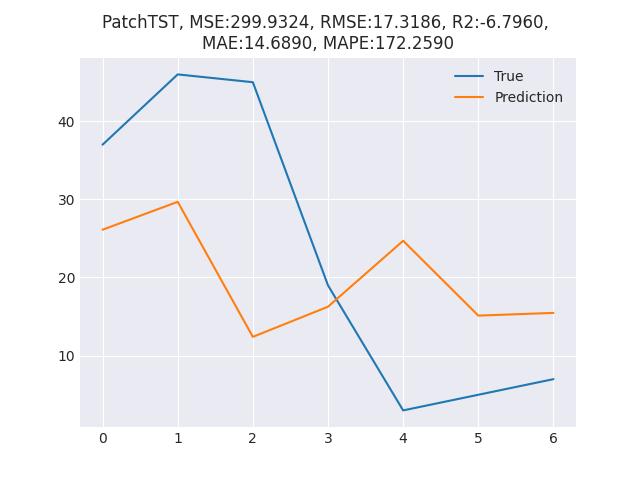 PatchTST, MSE:299.9324, RMSE:17.3186, R2:-6.7960,
MAE:14.6890, MAPE:172.2590
True
Prediction
40
30
20
10
0 1 2 3 4 5 6